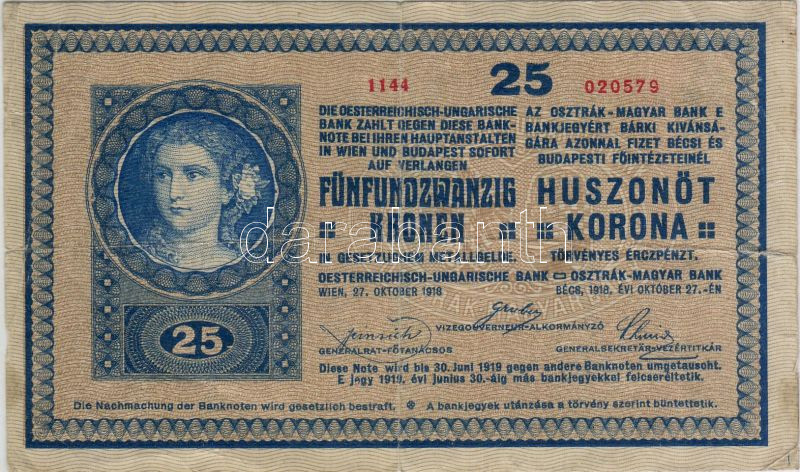 1144 25 020579
DIE OESTERREICHISCH-UNGARISCHE
BANK ZAHLT GEGEN DIESE BANK-
NOTE BEI IHREN HAUPTANSTALTEN
IN WIEN UND BUDAPEST SOFORT
AUF VERLANGEN
FÜNFUNDZWANZIG
KRONEN
IN GESETZLICHEM METALLGELDE.
AZ OSZTRÁK-MAGYAR BANK E
BANKJEGYÉRT BÁRKI KIVÁNSÁ-
GÁRA AZONNAL FIZET BÉCSI ÉS
BUDAPESTI FŐINTÉZETEINÉL
HUSZONÖT
KORONA
TÖRVÉNYES ÉRCZPÉNZT.
darabanth
OESTERREICHISCH-UNGARISCHE BANK OSZTRÁK-MAGYAR BANK
WIEN, 27. OKTOBER 1918 BÉCS, 1918. ÉVI OKTÓBER 27.-ÉN
VIZEGOUVERNEUR-ALKORMÁNYZÓ
GENERALRAT-FŐTANÁCSOS GENERALSEKRETÄR-VEZÉRTITKÁR
25
Diese Note wird bis 30. Juni 1919 gegen andere Banknoten umgetauscht.
E jegy 1919. évi junius 30.-áig más bankjegyekkel felcseréltetik.
Die Nachmachung der Banknoten wird gesetzlich bestraft. A bankjegyek utánzása a törvény szerint büntettetik.